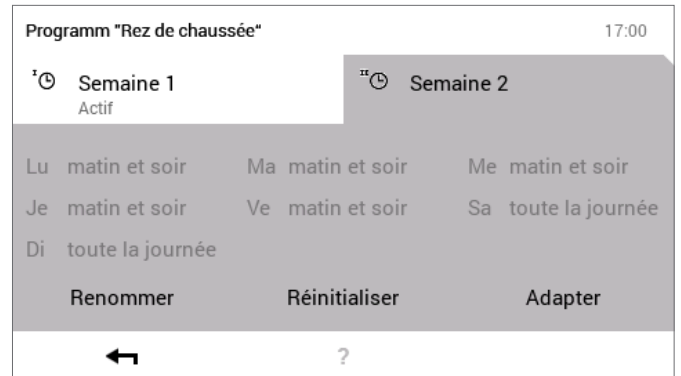 Programm "Rez de chaussée“ 17:00
I Semaine 1 II Semaine 2
Actif
Lu matin et soir Ma matin et soir Me matin et soir
Je matin et soir Ve matin et soir Sa toute la journée
Di toute la journée
Renommer Réinitialiser Adapter
?